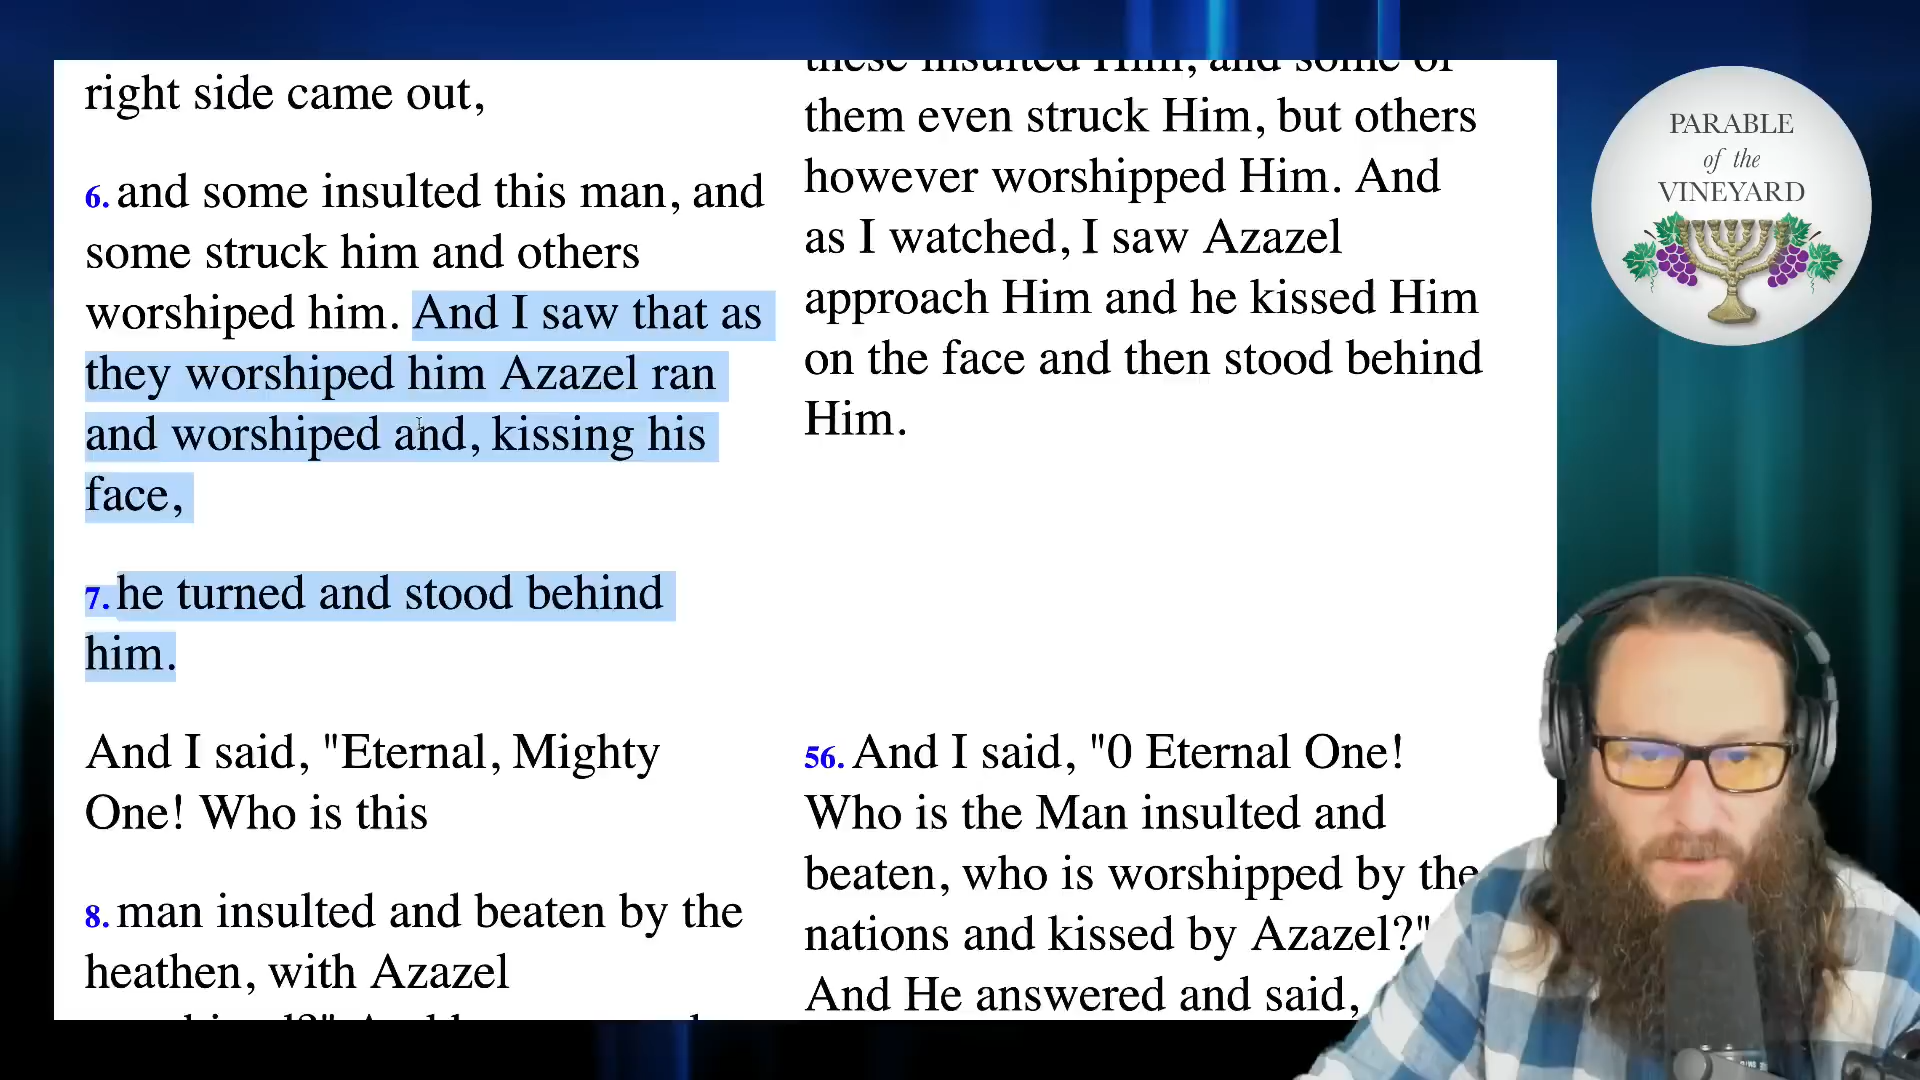 right side came out,
6. and some insulted this man, and
some struck him and others
worshiped him. And I saw that as
they worshiped him Azazel ran
and worshiped and, kissing his
face,
7. he turned and stood behind
him.
And I said, "Eternal, Mighty
One! Who is this
8. man insulted and beaten by the
heathen, with Azazel
these insulted Him, and some of
them even struck Him, but others
however worshipped Him. And
as I watched, I saw Azazel
approach Him and he kissed Him
on the face and then stood behind
Him.
56. And I said, "0 Eternal One!
Who is the Man insulted and
beaten, who is worshipped by the
nations and kissed by Azazel?"
And He answered and said,
PARABLE
of the
VINEYARD